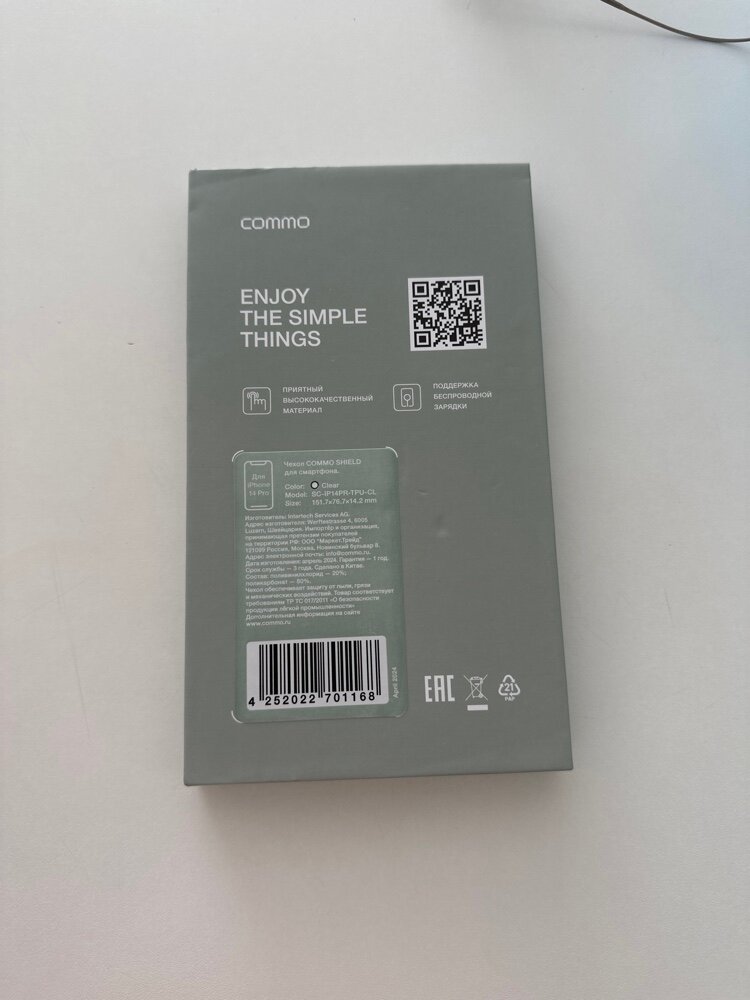 COMMO
ENJOY
THE SIMPLE
THINGS
ПРИЯТНЫЙ
ВЫСОКОКАЧЕСТВЕННЫЙ
МАТЕРИАЛ
ПОДДЕРЖКА
БЕСПРОВОДНОЙ
ЗАРЯДКИ
Для
iPhone
14 Pro
Чехол COMMO SHIELD
для смартфона.
Color: Clear
Model: SC-IP14PR-TPU-CL
Size: 151.7x76.7x14.2 mm
Изготовитель: Intertech Services AG.
Адрес изготовителя: Werftestrasse 4, 6005
Luzern, Швейцария. Импортёр и организация,
принимающая претензии покупателей
на территории РФ: ООО "Маркет.Трейд"
121099 Россия, Москва, Новинский бульвар 8.
Адрес электронной почты: info@commo.ru.
Дата изготовления: апрель 2024. Гарантия — 1 год.
Срок службы — 3 года. Сделано в Китае.
Состав: поливинилхлорид — 20%;
поликарбонат — 80%.
Чехол обеспечивает защиту от пыли, грязи
и механических воздействий. Товар соответствует
требованиям ТР ТС 017/2011 «О безопасности
продукции лёгкой промышленности»
Дополнительная информация на сайте
www.commo.ru
4 252022 701168
April 2024
EAC
21
PAP